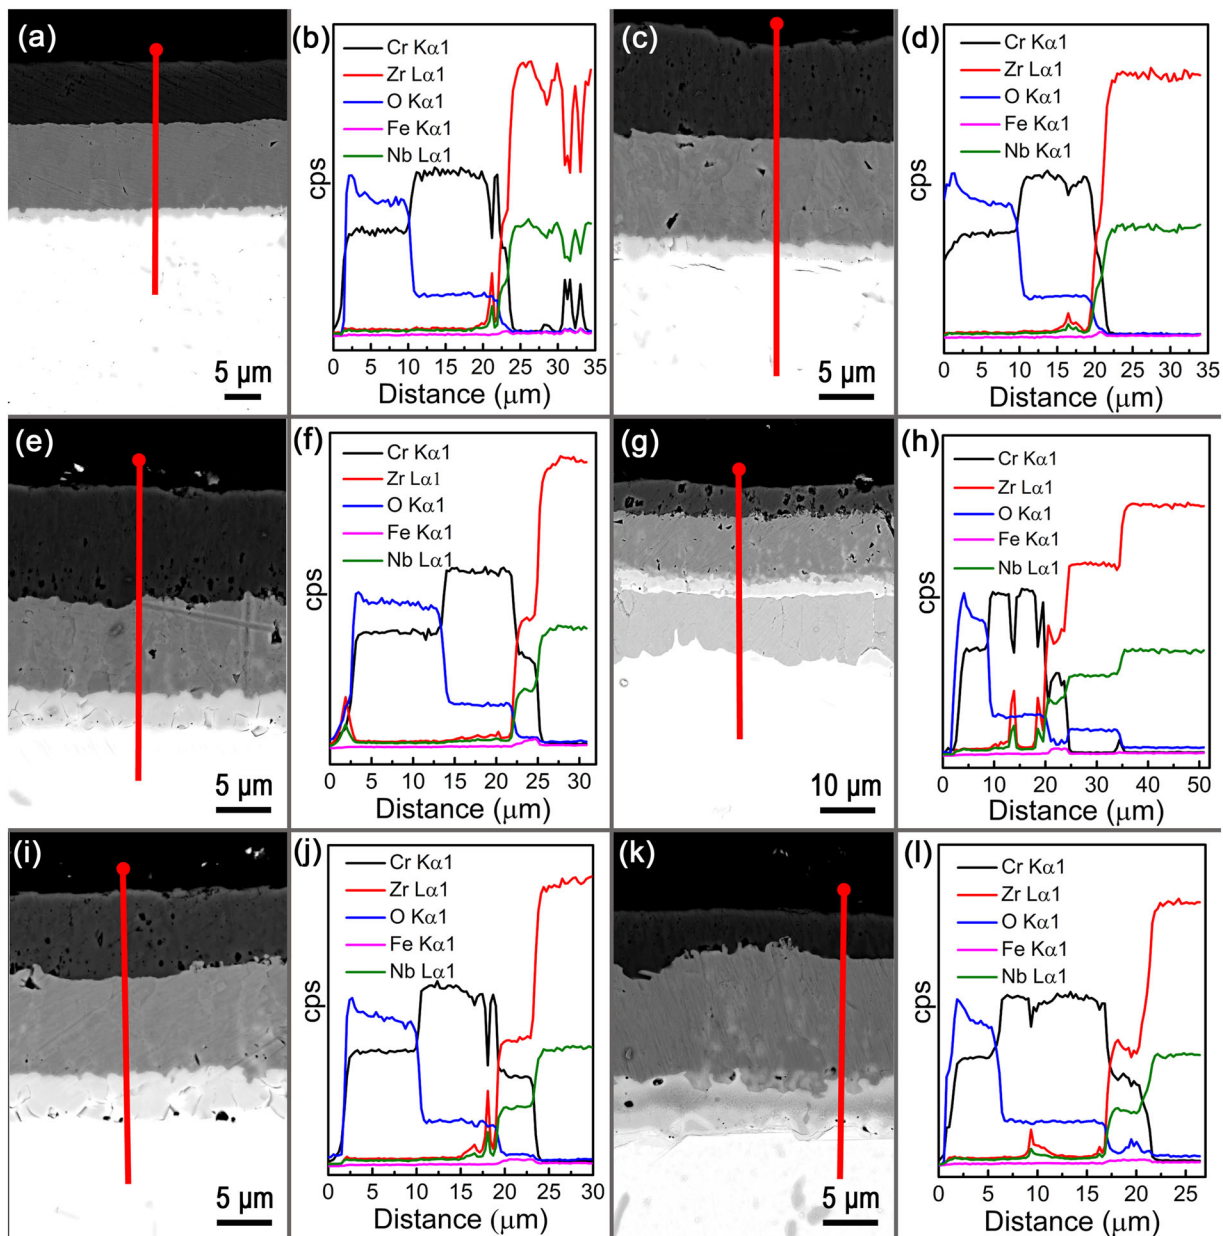 (a)
5 μm
(b)
Cr Kα1
Zr Lα1
O Kα1
Fe Kα1
Nb Lα1
cps
0 5 10 15 20 25 30 35
Distance (μm)
(c)
5 μm
(d)
Cr Kα1
Zr Lα1
O Kα1
Fe Kα1
Nb Kα1
cps
0 5 10 15 20 25 30 35
Distance (μm)
(e)
5 μm
(f)
Cr Kα1
Zr Lα1
O Kα1
Fe Kα1
Nb Lα1
cps
0 5 10 15 20 25 30
Distance (μm)
(g)
10 μm
(h)
Cr Kα1
Zr Lα1
O Kα1
Fe Kα1
Nb Lα1
cps
0 10 20 30 40 50
Distance (μm)
(i)
5 μm
(j)
Cr Kα1
Zr Lα1
O Kα1
Fe Kα1
Nb Lα1
cps
0 5 10 15 20 25 30
Distance (μm)
(k)
5 μm
(l)
Cr Kα1
Zr Lα1
O Kα1
Fe Kα1
Nb Lα1
cps
0 5 10 15 20 25
Distance (μm)